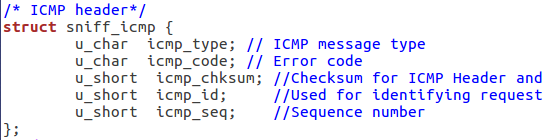 /* ICMP header*/
struct sniff_icmp {
        u_char  icmp_type; // ICMP message type
        u_char  icmp_code; // Error code
        u_short  icmp_chksum; //Checksum for ICMP Header and
        u_short  icmp_id;     //Used for identifying request
        u_short  icmp_seq;    //Sequence number
};